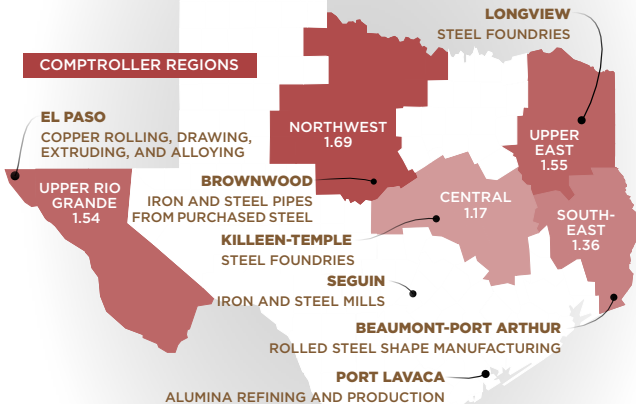 LONGVIEW
STEEL FOUNDRIES
COMPTROLLER REGIONS
EL PASO
COPPER ROLLING, DRAWING,
EXTRUDING, AND ALLOYING
NORTHWEST
1.69
UPPER
EAST
1.55
UPPER RIO
GRANDE
1.54
BROWNWOOD
IRON AND STEEL PIPES
FROM PURCHASED STEEL
CENTRAL
1.17
SOUTH-
EAST
1.36
KILLEEN-TEMPLE
STEEL FOUNDRIES
SEGUIN
IRON AND STEEL MILLS
BEAUMONT-PORT ARTHUR
ROLLED STEEL SHAPE MANUFACTURING
PORT LAVACA
ALUMINA REFINING AND PRODUCTION